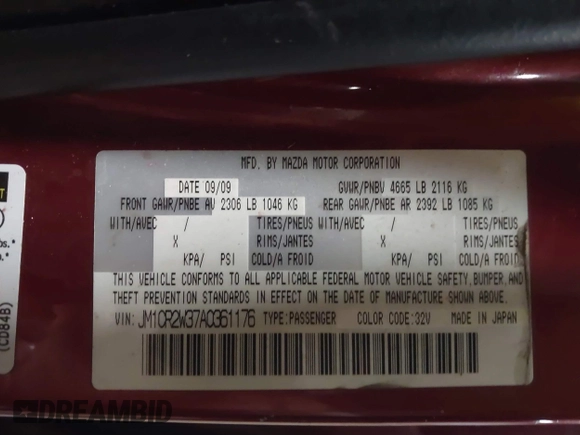 MFD. BY MAZDA MOTOR CORPORATION
DATE 09/09 GVWR/PNBV 4665 LB 2116 KG
FRONT GAWR/PNBE AV 2306 LB 1046 KG REAR GAWR/PNBE AR 2392 LB 1085 KG
WITH/AVEC / TIRES/PNEUS WITH/AVEC / TIRES/PNEUS
X RIMS/JANTES X RIMS/JANTES
KPA/ PSI COLD/A FROID KPA/ PSI COLD/A FROID
THIS VEHICLE CONFORMS TO ALL APPLICABLE FEDERAL MOTOR VEHICLE SAFETY,BUMPER,AND
THEFT PREVENTION STANDARDS IN EFFECT ON THE DATE OF MANUFACTURE SHOWN ABOVE.
VIN: JM1CR2W37A0361176 TYPE:PASSENGER COLOR CODE:32V MADE IN JAPAN
(CD84B)
DREAMBID